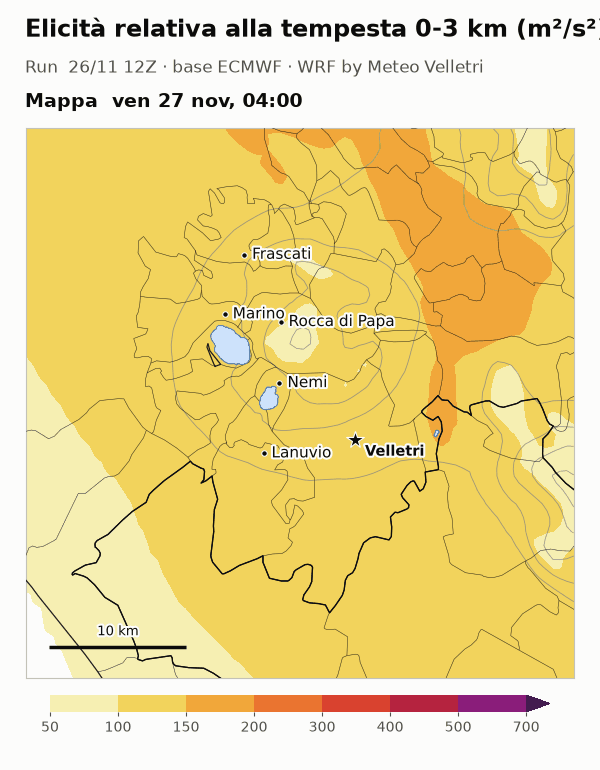 Elicità relativa alla tempesta 0-3 km (m²/s²)
Run  26/11 12Z · base ECMWF · WRF by Meteo Velletri
Mappa  ven 27 nov, 04:00
Frascati
Marino
Rocca di Papa
Nemi
Velletri
Lanuvio
10 km
50 100 150 200 300 400 500 700